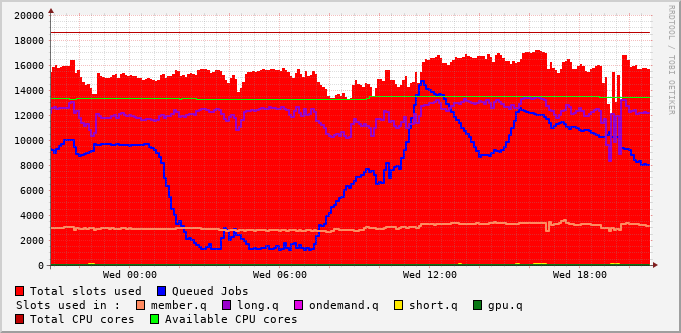 20000
18000
16000
14000
12000
10000
8000
6000
4000
2000
0
Wed 00:00 Wed 06:00 Wed 12:00 Wed 18:00
RRDTOOL / TOBI OETIKER
Total slots used Queued Jobs
Slots used in : member.q long.q ondemand.q short.q gpu.q
Total CPU cores Available CPU cores